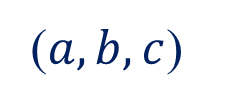 (a, b, c)